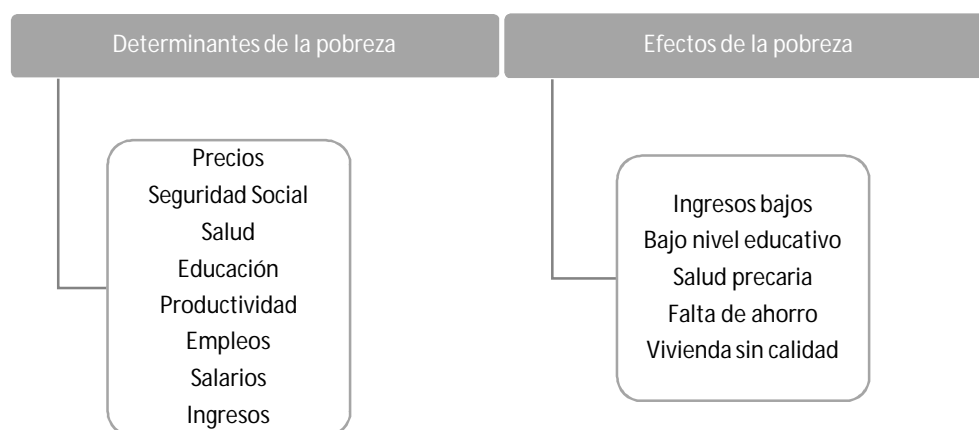 Determinantes de la pobreza
Efectos de la pobreza
Precios
Seguridad Social
Salud
Educación
Productividad
Empleos
Salarios
Ingresos
Ingresos bajos
Bajo nivel educativo
Salud precaria
Falta de ahorro
Vivienda sin calidad